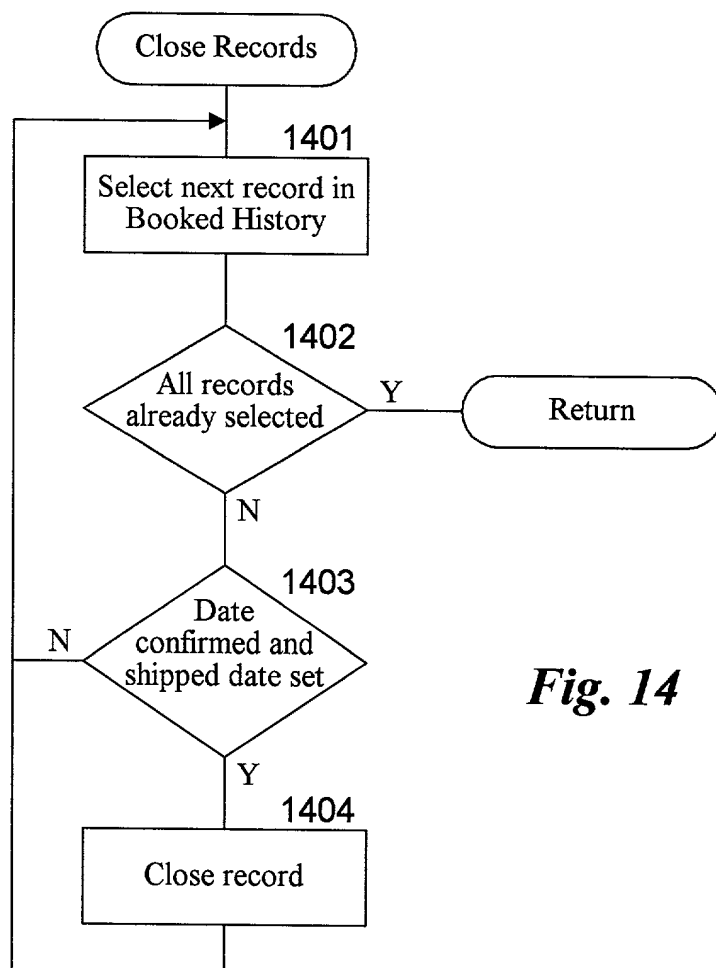 Close Records
1401
Select next record in
Booked History
1402
All records
already selected
Y
Return
N
1403
Date
confirmed and
shipped date set
N
Y
Fig. 14
1404
Close record